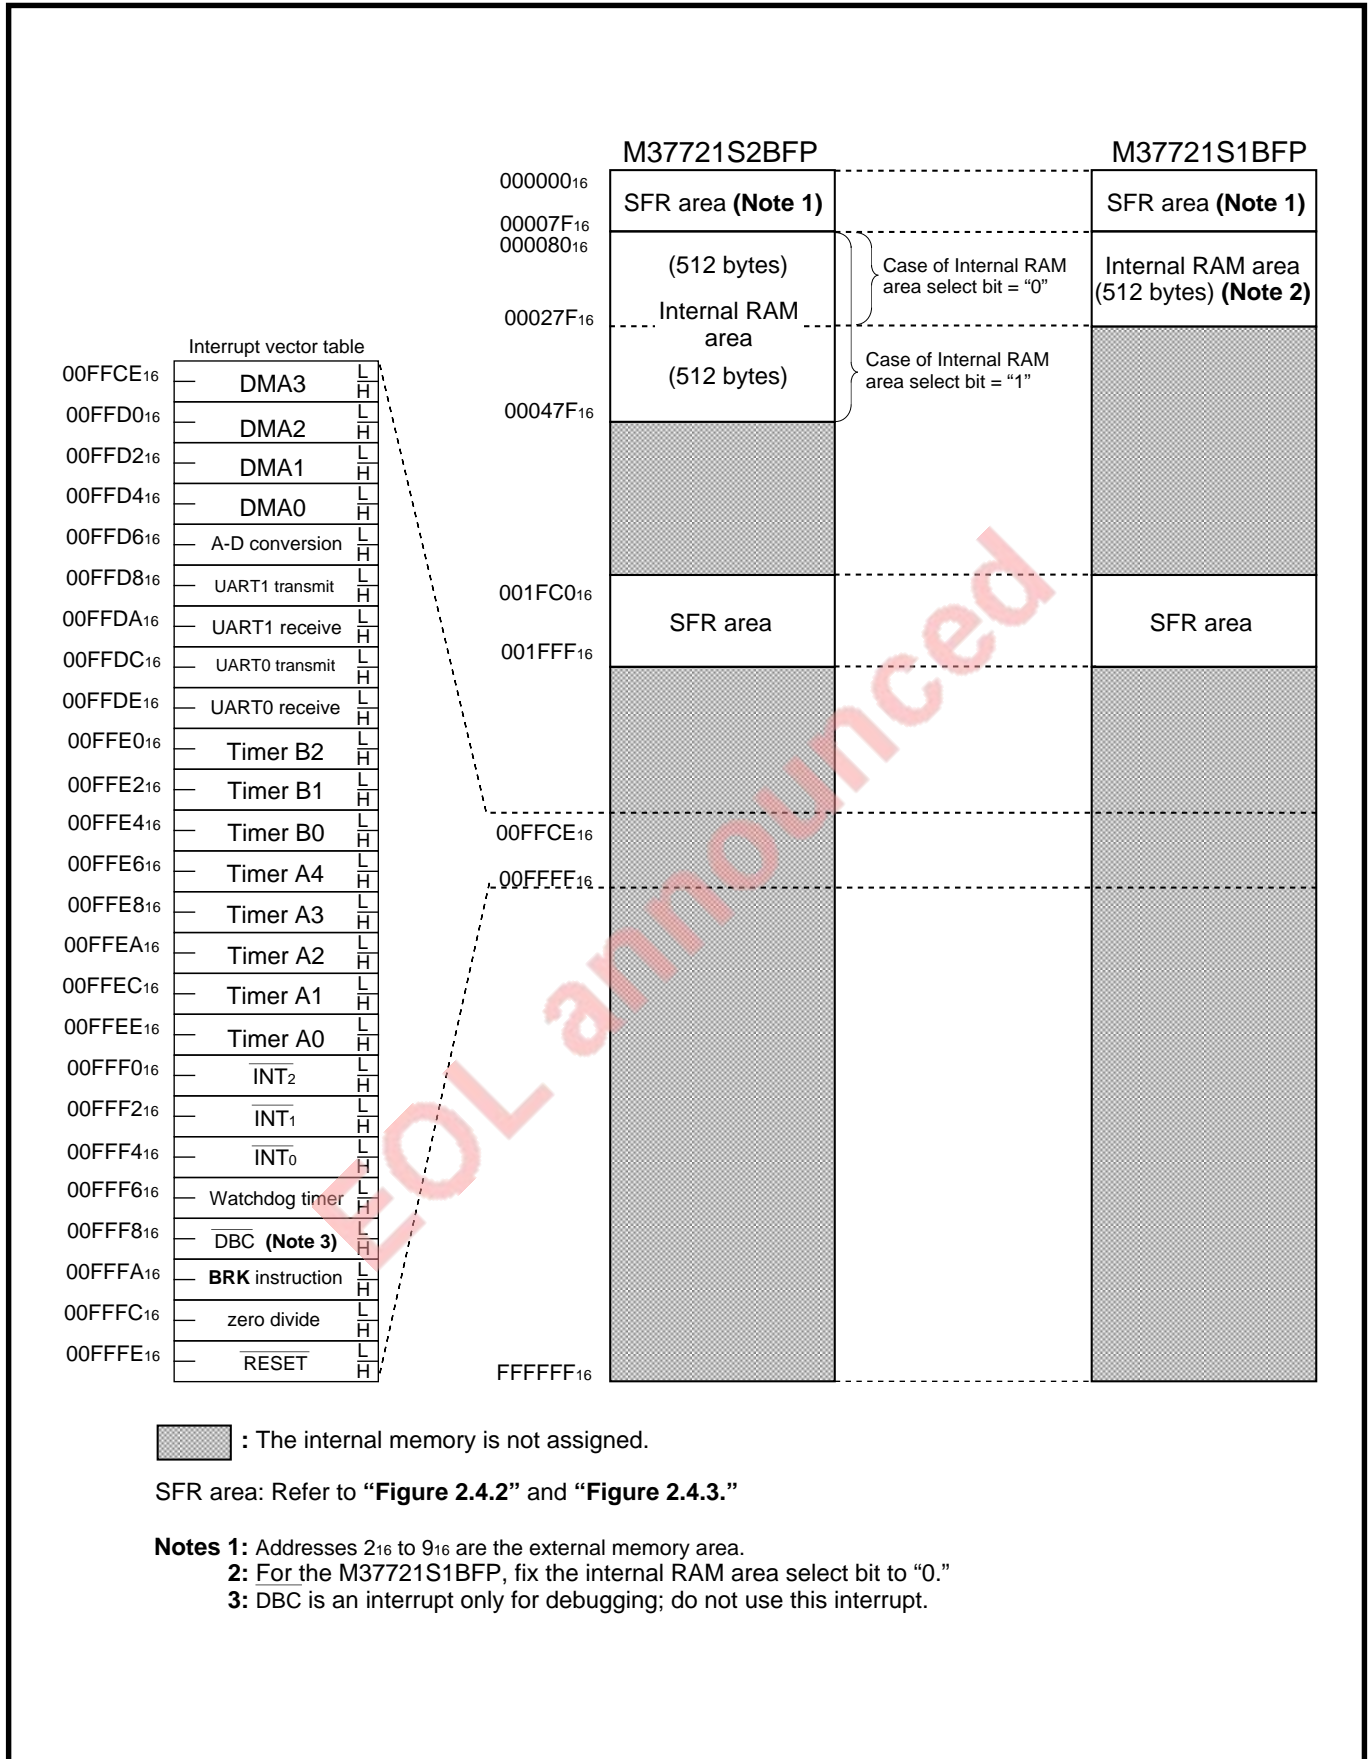 M37721S2BFP
M37721S1BFP
000000₁₆
SFR area (Note 1)
SFR area (Note 1)
00007F₁₆
000080₁₆
(512 bytes)
Case of Internal RAM
area select bit = “0”
Internal RAM area
(512 bytes) (Note 2)
00027F₁₆
Internal RAM
area
Case of Internal RAM
area select bit = “1”
(512 bytes)
00047F₁₆
001FC0₁₆
SFR area
SFR area
001FFF₁₆
00FFCE₁₆
00FFFF₁₆
FFFFFF₁₆
Interrupt vector table
00FFCE₁₆ DMA3 L H
00FFD0₁₆ DMA2 L H
00FFD2₁₆ DMA1 L H
00FFD4₁₆ DMA0 L H
00FFD6₁₆ A-D conversion L H
00FFD8₁₆ UART1 transmit L H
00FFDA₁₆ UART1 receive L H
00FFDC₁₆ UART0 transmit L H
00FFDE₁₆ UART0 receive L H
00FFE0₁₆ Timer B2 L H
00FFE2₁₆ Timer B1 L H
00FFE4₁₆ Timer B0 L H
00FFE6₁₆ Timer A4 L H
00FFE8₁₆ Timer A3 L H
00FFEA₁₆ Timer A2 L H
00FFEC₁₆ Timer A1 L H
00FFEE₁₆ Timer A0 L H
00FFF0₁₆ INT₂ L H
00FFF2₁₆ INT₁ L H
00FFF4₁₆ INT₀ L H
00FFF6₁₆ Watchdog timer L H
00FFF8₁₆ DBC (Note 3) L H
00FFFA₁₆ BRK instruction L H
00FFFC₁₆ zero divide L H
00FFFE₁₆ RESET L H
EOL announced
: The internal memory is not assigned.
SFR area: Refer to “Figure 2.4.2” and “Figure 2.4.3.”
Notes 1: Addresses 2₁₆ to 9₁₆ are the external memory area.
2: For the M37721S1BFP, fix the internal RAM area select bit to “0.”
3: DBC is an interrupt only for debugging; do not use this interrupt.